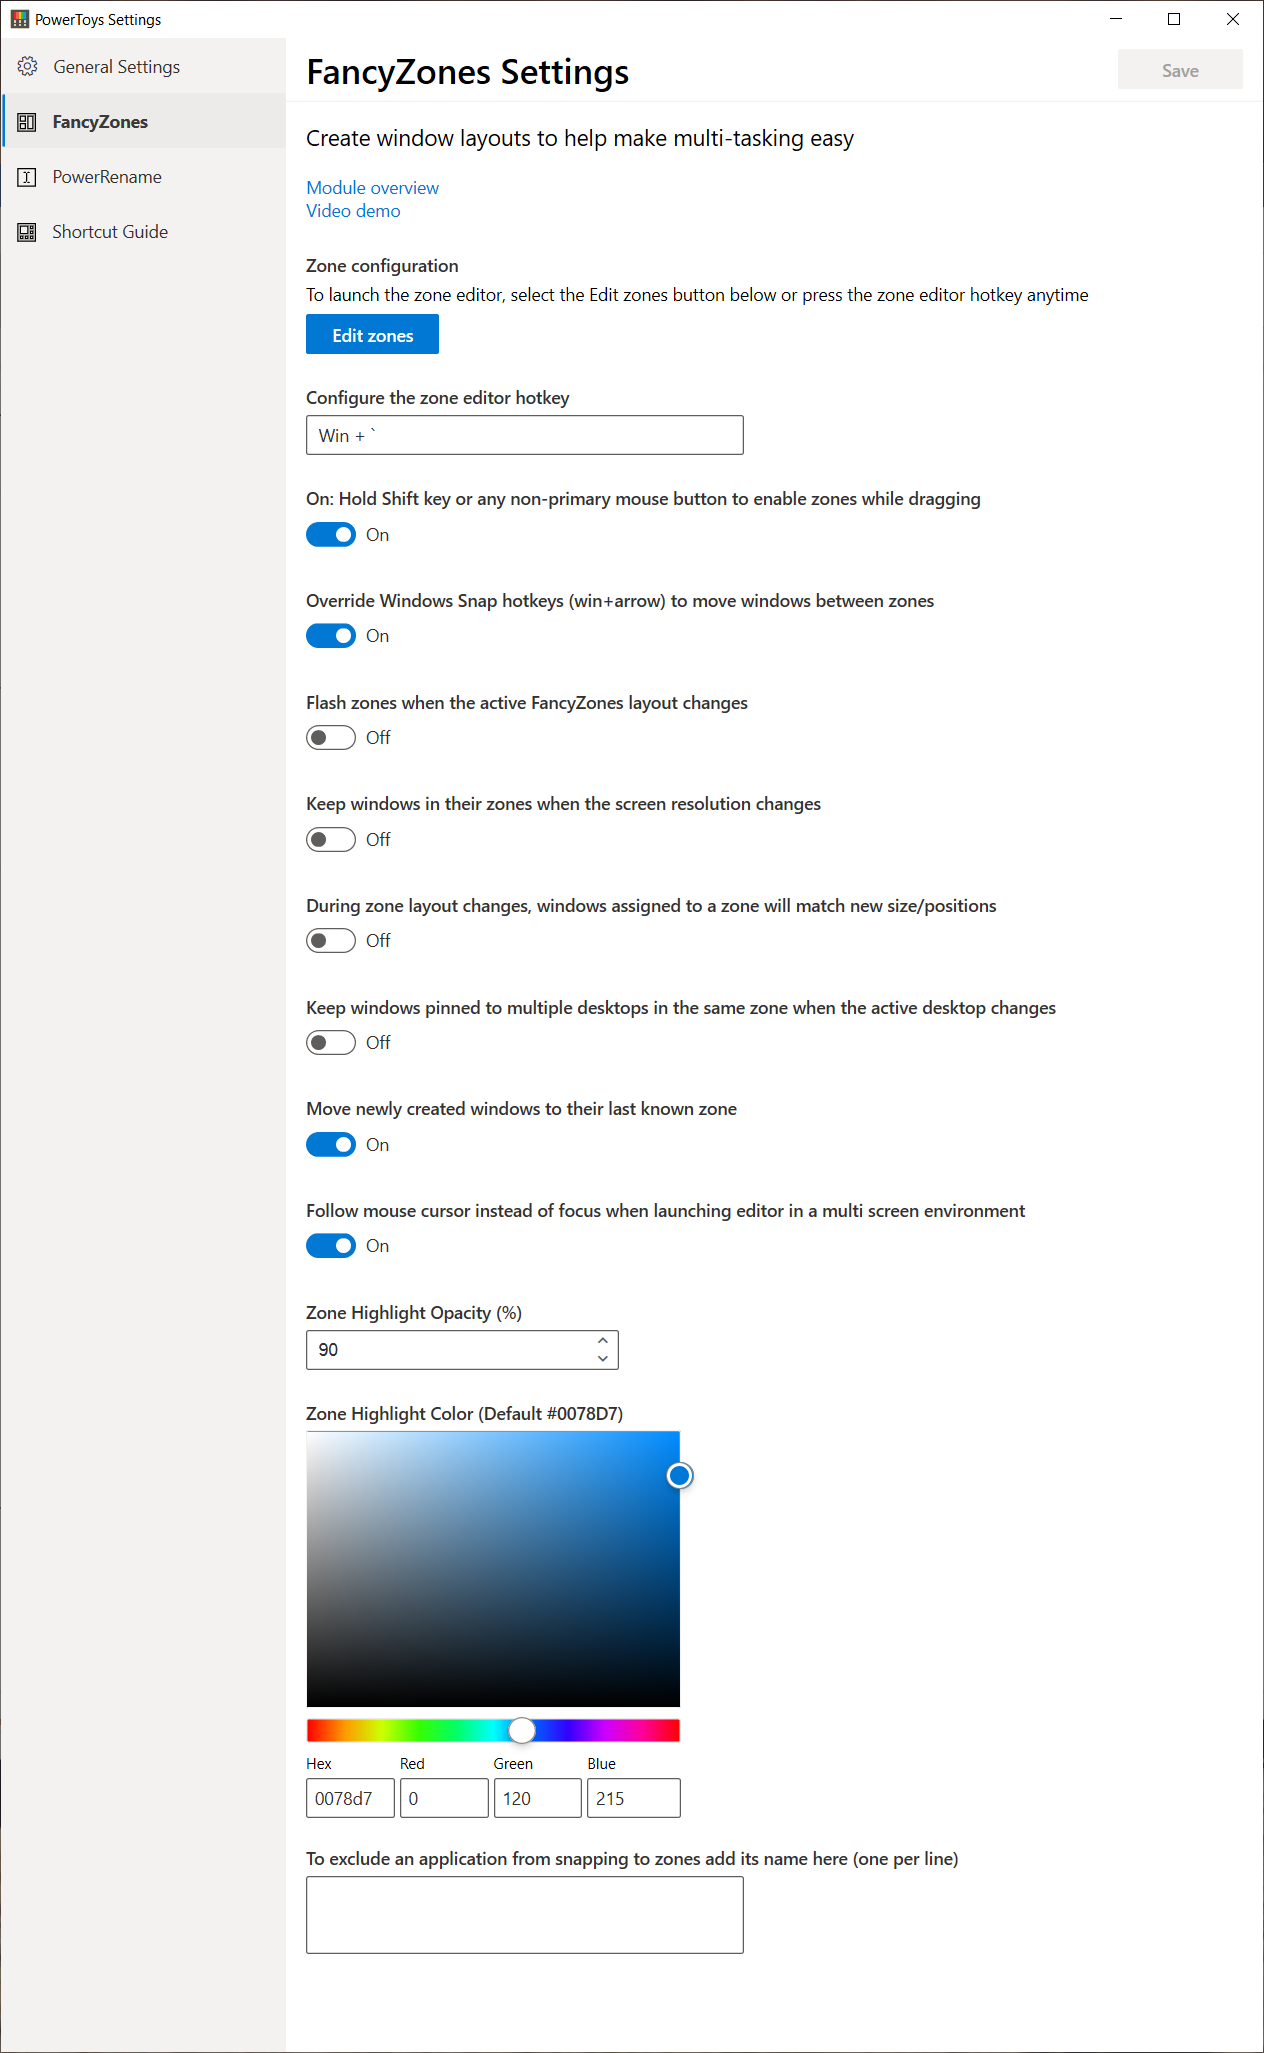 PowerToys Settings
General Settings
FancyZones
PowerRename
Shortcut Guide
FancyZones Settings
Save
Create window layouts to help make multi-tasking easy
Module overview
Video demo
Zone configuration
To launch the zone editor, select the Edit zones button below or press the zone editor hotkey anytime
Edit zones
Configure the zone editor hotkey
Win + `
On: Hold Shift key or any non-primary mouse button to enable zones while dragging
On
Override Windows Snap hotkeys (win+arrow) to move windows between zones
On
Flash zones when the active FancyZones layout changes
Off
Keep windows in their zones when the screen resolution changes
Off
During zone layout changes, windows assigned to a zone will match new size/positions
Off
Keep windows pinned to multiple desktops in the same zone when the active desktop changes
Off
Move newly created windows to their last known zone
On
Follow mouse cursor instead of focus when launching editor in a multi screen environment
On
Zone Highlight Opacity (%)
90
Zone Highlight Color (Default #0078D7)
Hex Red Green Blue
0078d7 0 120 215
To exclude an application from snapping to zones add its name here (one per line)